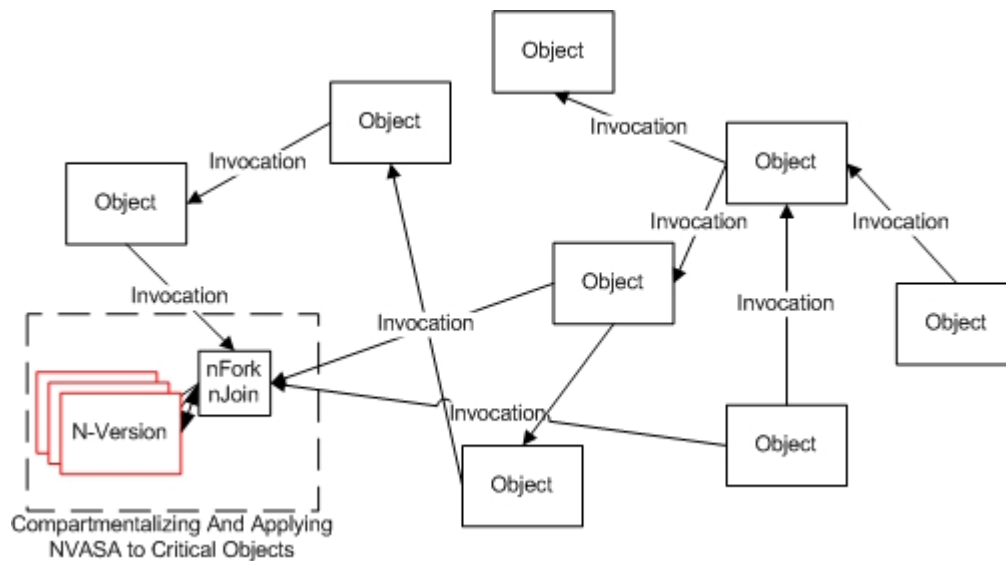 Object
Object
Invocation
Object
Invocation
Object
Invocation
Invocation
Object
Invocation
Invocation
Invocation
Object
nFork
nJoin
N-Version
Invocation
Object
Object
Compartmentalizing And Applying
NVASA to Critical Objects